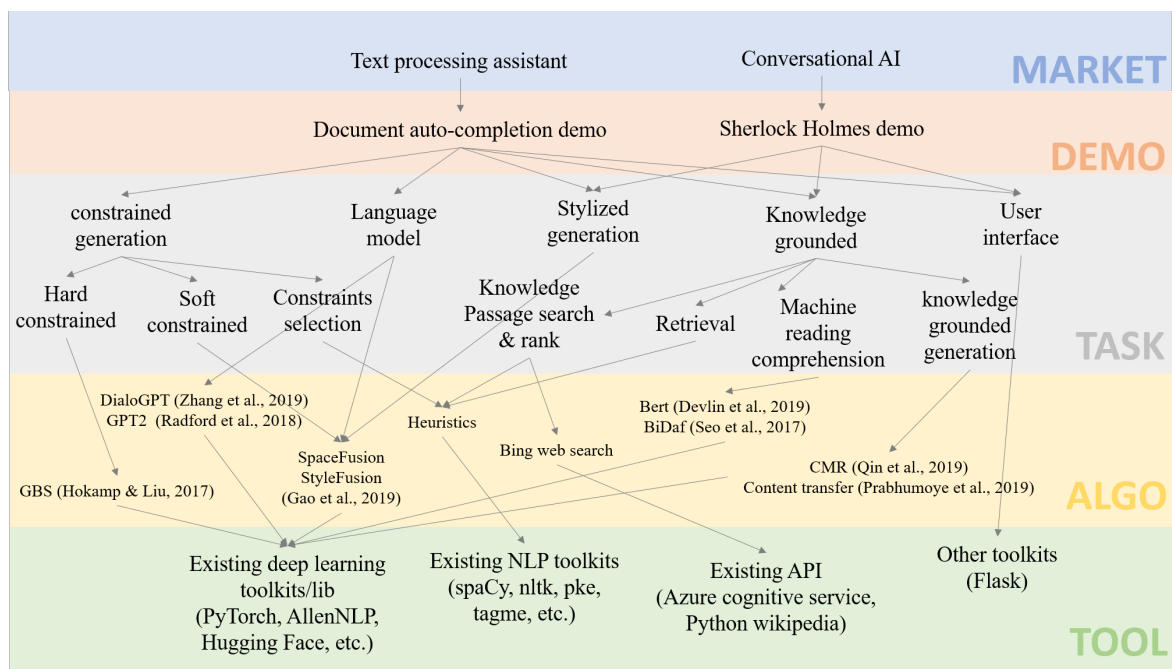 Text processing assistant
Conversational AI
MARKET
Document auto-completion demo
Sherlock Holmes demo
DEMO
constrained
generation
Language
model
Stylized
generation
Knowledge
grounded
User
interface
Hard
constrained
Soft
constrained
Constraints
selection
Knowledge
Passage search
& rank
Retrieval
Machine
reading
comprehension
knowledge
grounded
generation
TASK
DialoGPT (Zhang et al., 2019)
GPT2 (Radford et al., 2018)
Heuristics
Bert (Devlin et al., 2019)
BiDaf (Seo et al., 2017)
Bing web search
SpaceFusion
StyleFusion
(Gao et al., 2019)
GBS (Hokamp & Liu, 2017)
CMR (Qin et al., 2019)
Content transfer (Prabhumoye et al., 2019)
ALGO
Existing deep learning
toolkits/lib
(PyTorch, AllenNLP,
Hugging Face, etc.)
Existing NLP toolkits
(spaCy, nltk, pke,
tagme, etc.)
Existing API
(Azure cognitive service,
Python wikipedia)
Other toolkits
(Flask)
TOOL